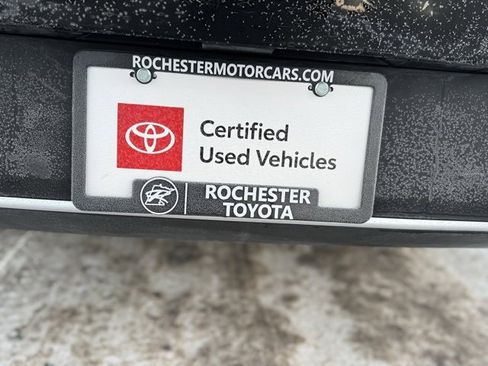 ROCHESTERMOTORCARS.COM
Certified
Used Vehicles
ROCHESTER
TOYOTA